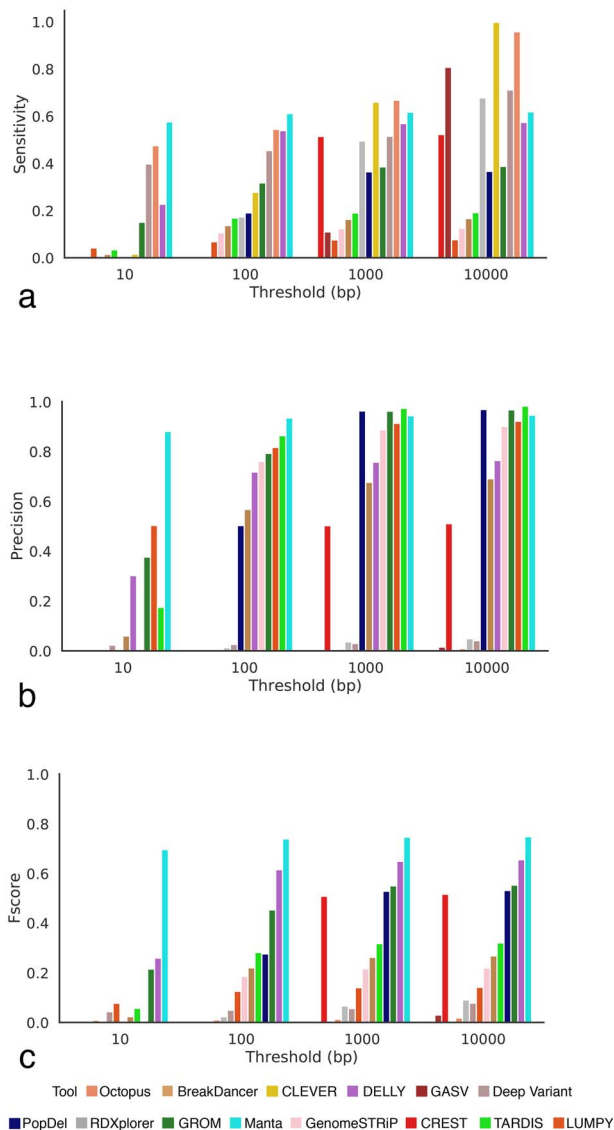 1.0
0.8
0.6
0.4
0.2
0.0
Sensitivity
10 100 1000 10000
Threshold (bp)
a
1.0
0.8
0.6
0.4
0.2
0.0
Precision
10 100 1000 10000
Threshold (bp)
b
1.0
0.8
0.6
0.4
0.2
0.0
Fscore
10 100 1000 10000
Threshold (bp)
c
Tool Octopus BreakDancer CLEVER DELLY GASV Deep Variant
PopDel RDXplorer GROM Manta GenomeSTRiP CREST TARDIS LUMPY